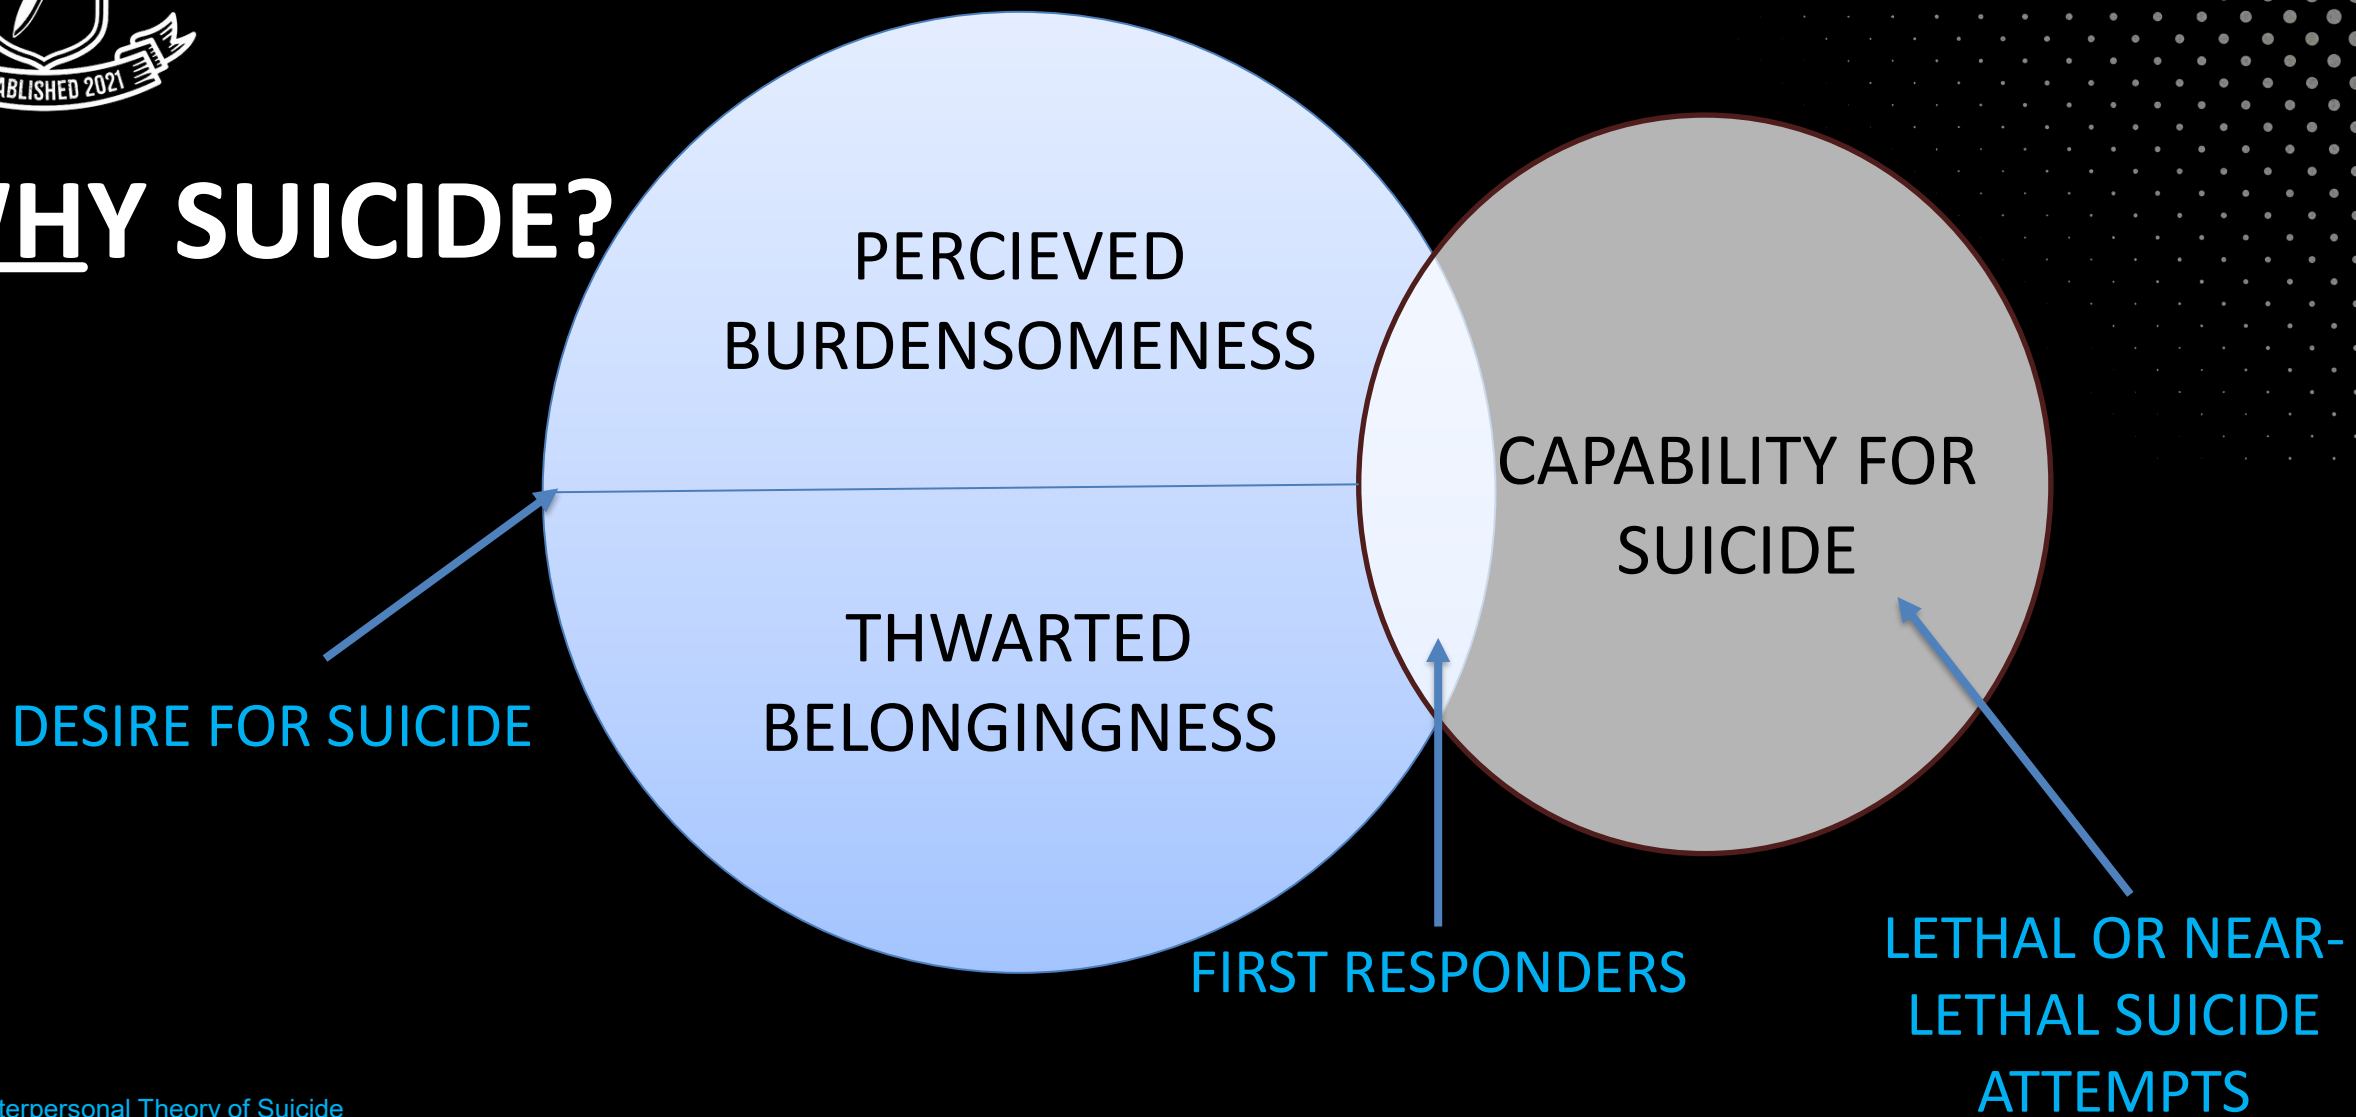 ABLISHED 2021
WHY SUICIDE?
PERCIEVED
BURDENSOMENESS
CAPABILITY FOR
SUICIDE
THWARTED
BELONGINGNESS
DESIRE FOR SUICIDE
FIRST RESPONDERS
LETHAL OR NEAR-
LETHAL SUICIDE
ATTEMPTS
terpersonal Theory of Suicide